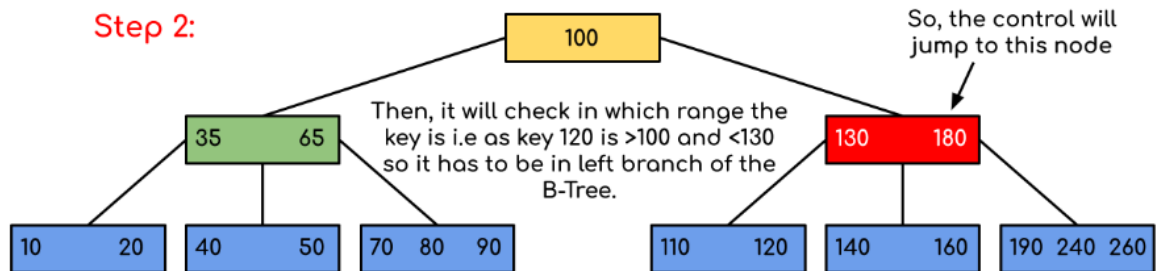 Step 2:
100
So, the control will
jump to this node
Then, it will check in which range the
key is i.e as key 120 is >100 and <130
so it has to be in left branch of the
B-Tree.
35 65
130 180
10 20
40 50
70 80 90
110 120
140 160
190 240 260